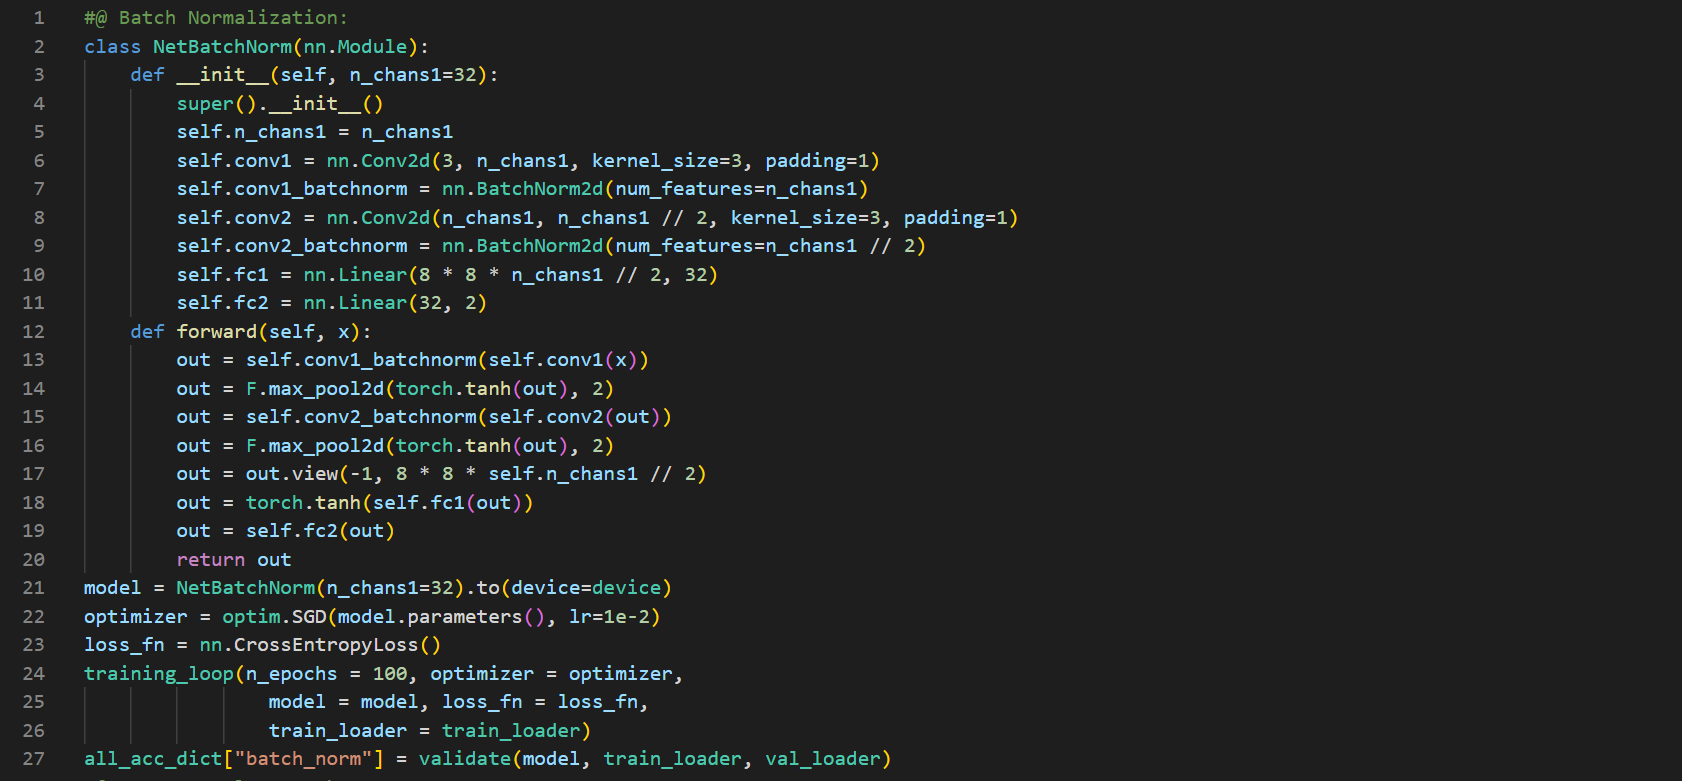 1 #@ Batch Normalization:
2 class NetBatchNorm(nn.Module):
3     def __init__(self, n_chans1=32):
4         super().__init__()
5         self.n_chans1 = n_chans1
6         self.conv1 = nn.Conv2d(3, n_chans1, kernel_size=3, padding=1)
7         self.conv1_batchnorm = nn.BatchNorm2d(num_features=n_chans1)
8         self.conv2 = nn.Conv2d(n_chans1, n_chans1 // 2, kernel_size=3, padding=1)
9         self.conv2_batchnorm = nn.BatchNorm2d(num_features=n_chans1 // 2)
10         self.fc1 = nn.Linear(8 * 8 * n_chans1 // 2, 32)
11         self.fc2 = nn.Linear(32, 2)
12     def forward(self, x):
13         out = self.conv1_batchnorm(self.conv1(x))
14         out = F.max_pool2d(torch.tanh(out), 2)
15         out = self.conv2_batchnorm(self.conv2(out))
16         out = F.max_pool2d(torch.tanh(out), 2)
17         out = out.view(-1, 8 * 8 * self.n_chans1 // 2)
18         out = torch.tanh(self.fc1(out))
19         out = self.fc2(out)
20         return out
21 model = NetBatchNorm(n_chans1=32).to(device=device)
22 optimizer = optim.SGD(model.parameters(), lr=1e-2)
23 loss_fn = nn.CrossEntropyLoss()
24 training_loop(n_epochs = 100, optimizer = optimizer,
25                 model = model, loss_fn = loss_fn,
26                 train_loader = train_loader)
27 all_acc_dict["batch_norm"] = validate(model, train_loader, val_loader)